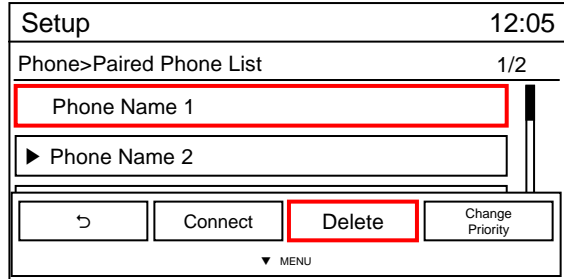 Setup 12:05
Phone>Paired Phone List 1/2
Phone Name 1
▶ Phone Name 2
Connect Delete Change
Priority
▼ MENU